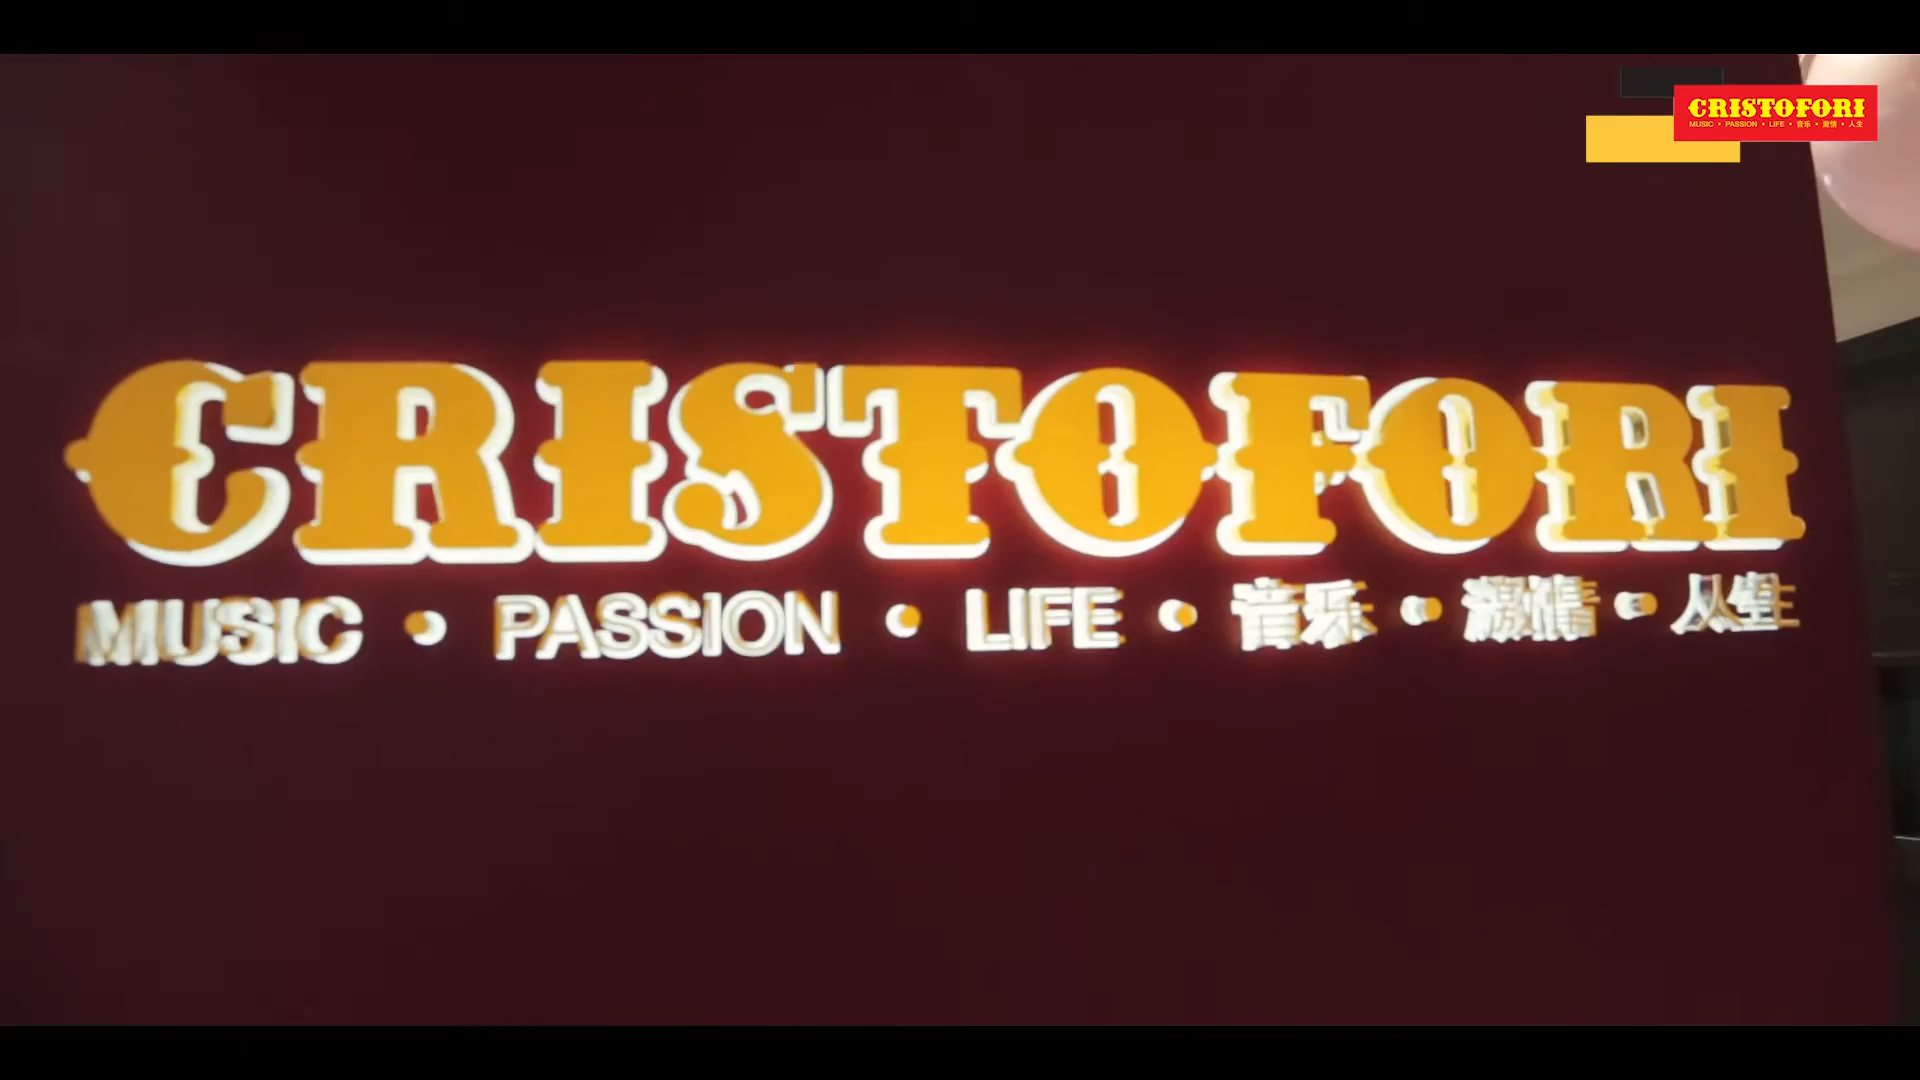 CRISTOFORI
MUSIC • PASSION • LIFE • 音乐 • 激情 • 人生
CRISTOFORI
MUSIC • PASSION • LIFE • 音乐 • 激情 • 人生